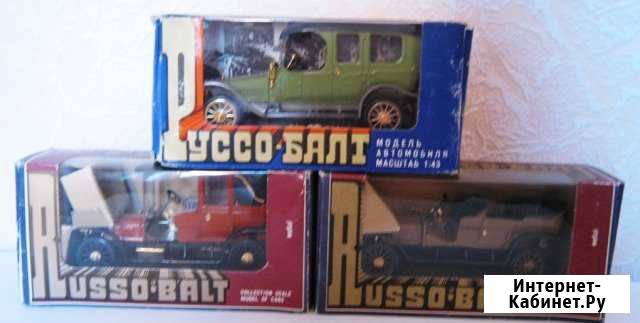 РУССО-БАЛТ
МОДЕЛЬ
АВТОМОБИЛЯ
МАСШТАБ 1:43
RUSSO-BALT
COLLECTION SCALE
MODEL OF CARS
RUSSO-BA
Интернет-
Кабинет.Ру